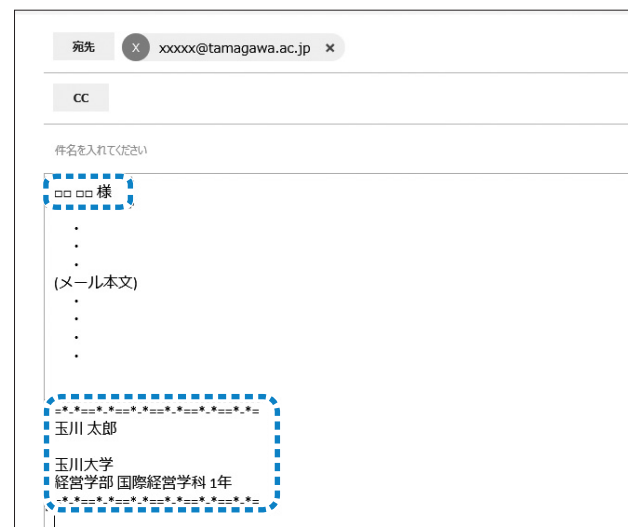 宛先 X xxxxx@tamagawa.ac.jp ×
CC
件名を入れてください
□□ □□ 様
・
・
・
(メール本文)
・
・
・
・
=*-*==*-*==*-*==*-*==*-*==*-*=
玉川 太郎
玉川大学
経営学部 国際経営学科 1年
=*-*==*-*==*-*==*-*==*-*==*-*=